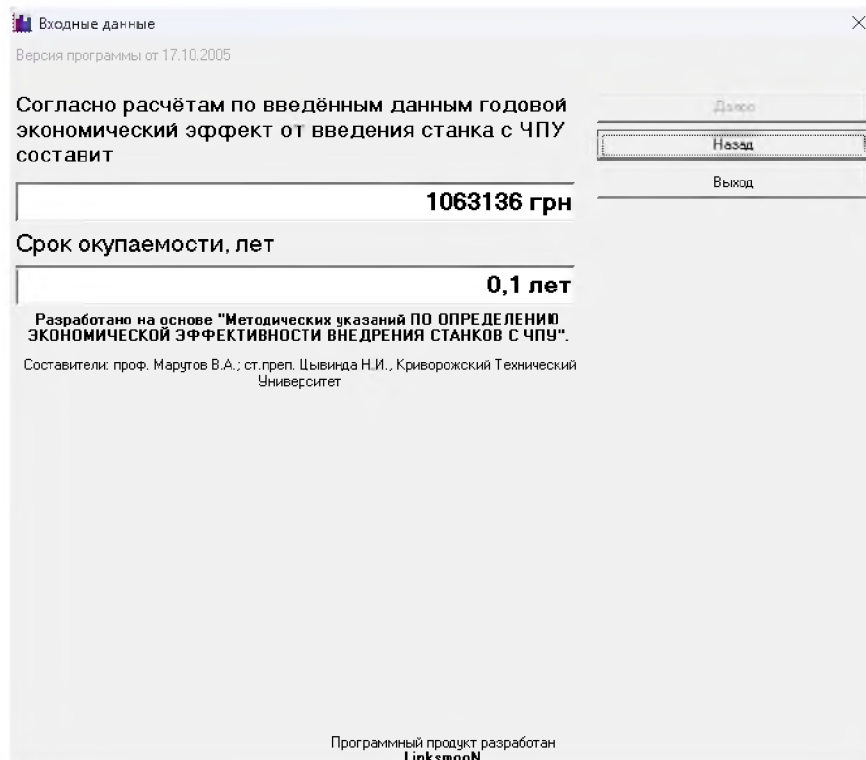 Входные данные
Версия программы от 17.10.2005
Согласно расчётам по введённым данным годовой
экономический эффект от введения станка с ЧПУ
составит
Далее
Назад
Выход
1063136 грн
Срок окупаемости, лет
0,1 лет
Разработано на основе "Методических указаний ПО ОПРЕДЕЛЕНИЮ
ЭКОНОМИЧЕСКОЙ ЭФФЕКТИВНОСТИ ВНЕДРЕНИЯ СТАНКОВ С ЧПУ".
Составители: проф. Марутов В.А.; ст.преп. Цывинда Н.И., Криворожский Технический
Университет
Программный продукт разработан
LinksmooN